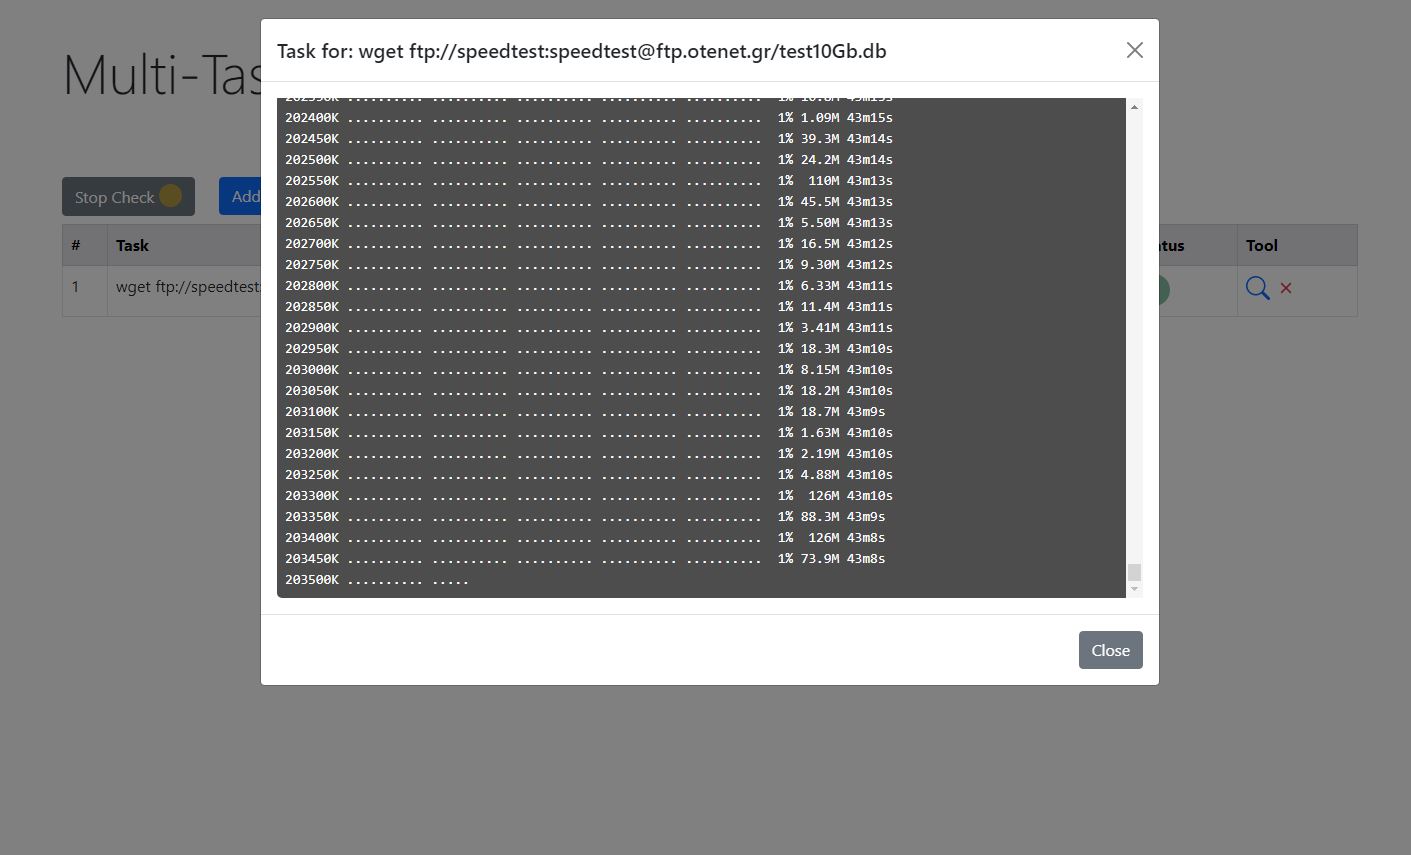 Task for: wget ftp://speedtest:speedtest@ftp.otenet.gr/test10Gb.db
Multi-Tas
Stop Check
Add
# Task tus Tool
1 wget ftp://speedtest:
202400K .......... .......... .......... .......... .......... 1% 1.09M 43m15s
202450K .......... .......... .......... .......... .......... 1% 39.3M 43m14s
202500K .......... .......... .......... .......... .......... 1% 24.2M 43m14s
202550K .......... .......... .......... .......... .......... 1% 110M 43m13s
202600K .......... .......... .......... .......... .......... 1% 45.5M 43m13s
202650K .......... .......... .......... .......... .......... 1% 5.50M 43m13s
202700K .......... .......... .......... .......... .......... 1% 16.5M 43m12s
202750K .......... .......... .......... .......... .......... 1% 9.30M 43m12s
202800K .......... .......... .......... .......... .......... 1% 6.33M 43m11s
202850K .......... .......... .......... .......... .......... 1% 11.4M 43m11s
202900K .......... .......... .......... .......... .......... 1% 3.41M 43m11s
202950K .......... .......... .......... .......... .......... 1% 18.3M 43m10s
203000K .......... .......... .......... .......... .......... 1% 8.15M 43m10s
203050K .......... .......... .......... .......... .......... 1% 18.2M 43m10s
203100K .......... .......... .......... .......... .......... 1% 18.7M 43m9s
203150K .......... .......... .......... .......... .......... 1% 1.63M 43m10s
203200K .......... .......... .......... .......... .......... 1% 2.19M 43m10s
203250K .......... .......... .......... .......... .......... 1% 4.88M 43m10s
203300K .......... .......... .......... .......... .......... 1% 126M 43m10s
203350K .......... .......... .......... .......... .......... 1% 88.3M 43m9s
203400K .......... .......... .......... .......... .......... 1% 126M 43m8s
203450K .......... .......... .......... .......... .......... 1% 73.9M 43m8s
203500K .......... .....
Close